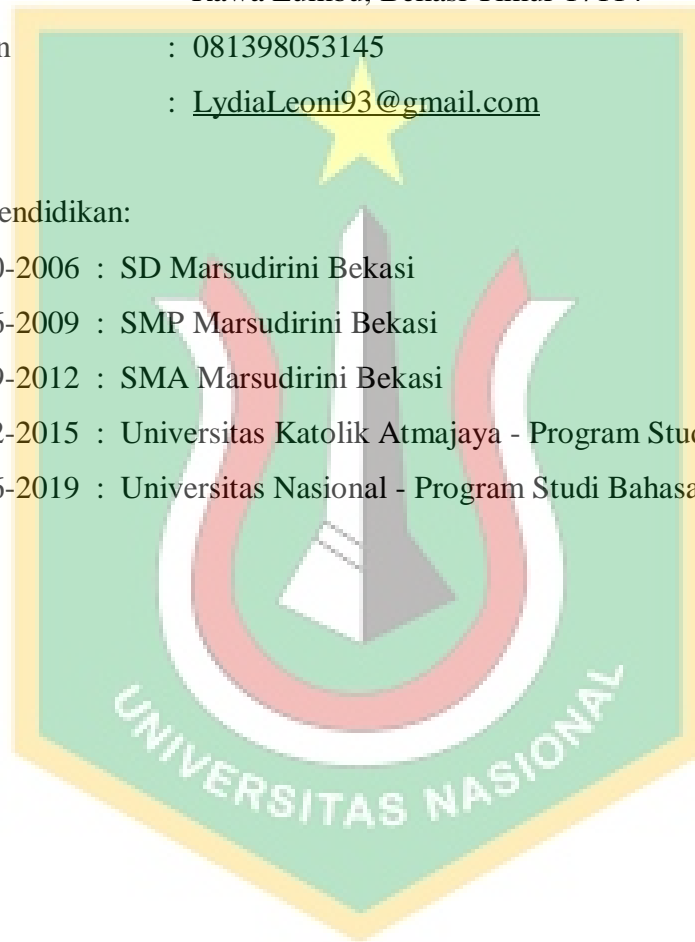 : 081398053145
: LydiaLeoni93@gmail.com
endidikan:
-2006 : SD Marsudirini Bekasi
-2009 : SMP Marsudirini Bekasi
-2012 : SMA Marsudirini Bekasi
-2015 : Universitas Katolik Atmajaya - Program Stud
-2019 : Universitas Nasional - Program Studi Bahasa
UNIVERSITAS NASIONAL